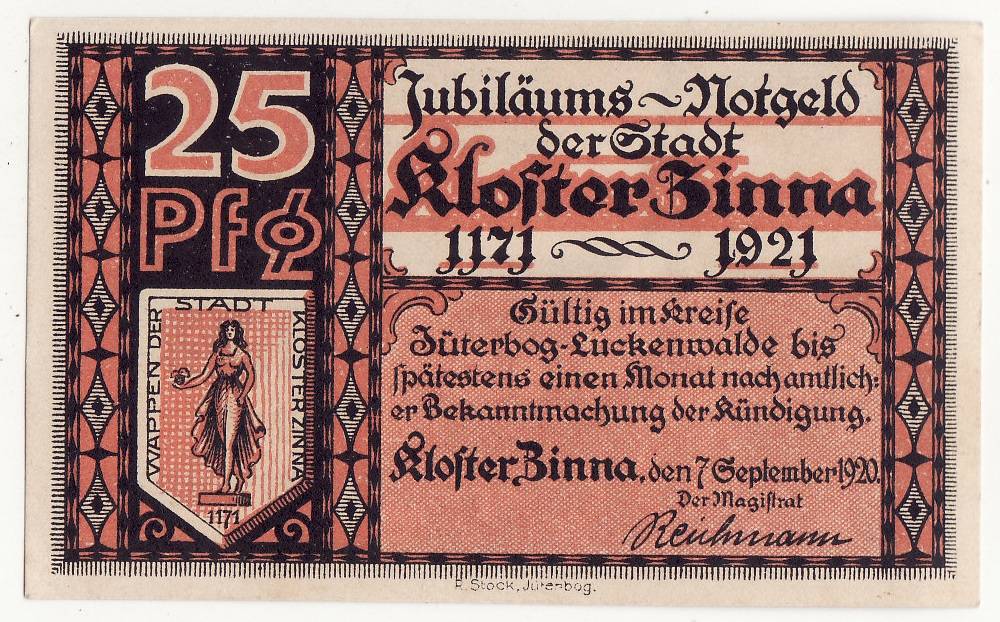 25
Pfg
Jubiläums~Notgeld
der Stadt
Kloster Zinna
1171 1921
WAPPEN DER STADT KLOSTER ZINNA
1171
Gültig im Kreise
Jüterbog-Luckenwalde bis
spätestens einen Monat nach amtlich:
er Bekanntmachung der Kündigung.
Kloster Zinna, den 7 September 1920.
Der Magistrat
Reichmann
R. Stock, Jüterbog.